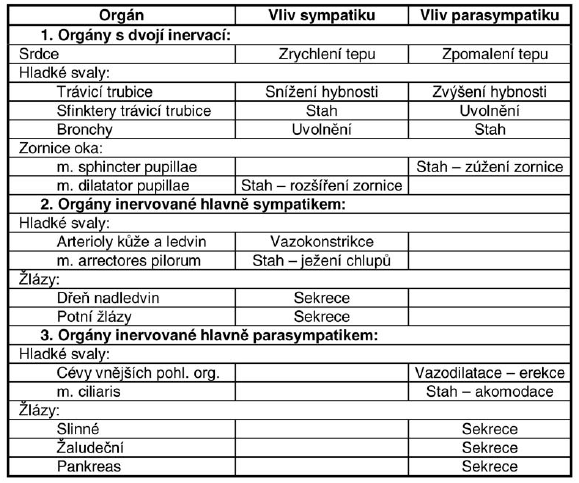 Orgán Vliv sympatiku Vliv parasympatiku
1. Orgány s dvojí inervací:
Srdce Zrychlení tepu Zpomalení tepu
Hladké svaly:
Trávicí trubice Snížení hybnosti Zvýšení hybnosti
Sfinktery trávicí trubice Stah Uvolnění
Bronchy Uvolnění Stah
Zornice oka:
m. sphincter pupillae Stah – zúžení zornice
m. dilatator pupillae Stah – rozšíření zornice
2. Orgány inervované hlavně sympatikem:
Hladké svaly:
Arterioly kůže a ledvin Vazokonstrikce
m. arrectores pilorum Stah – ježení chlupů
Žlázy:
Dřeň nadledvin Sekrece
Potní žlázy Sekrece
3. Orgány inervované hlavně parasympatikem:
Hladké svaly:
Cévy vnějších pohl. org. Vazodilatace – erekce
m. ciliaris Stah – akomodace
Žlázy:
Slinné Sekrece
Žaludeční Sekrece
Pankreas Sekrece